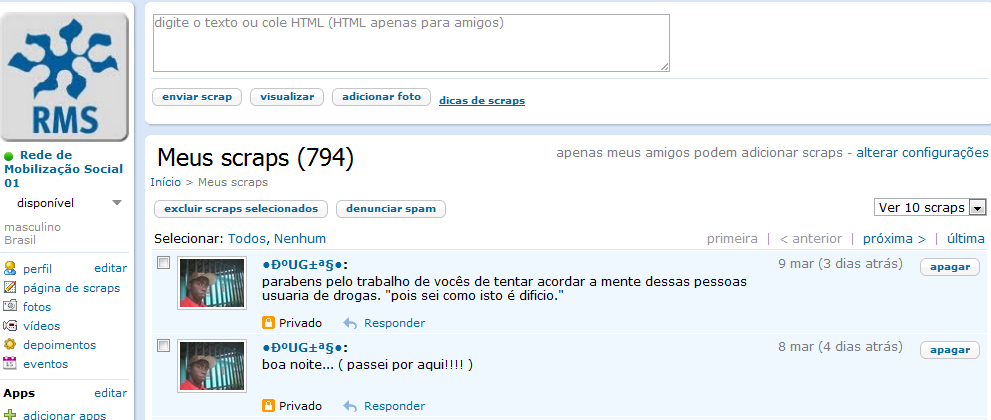 RMS
Rede de
Mobilização Social
01
disponível
masculino
Brasil
perfil editar
página de scraps
fotos
vídeos
depoimentos
eventos
Apps editar
adicionar apps
digite o texto ou cole HTML (HTML apenas para amigos)
enviar scrap visualizar adicionar foto dicas de scraps
Meus scraps (794) apenas meus amigos podem adicionar scraps - alterar configurações
Início > Meus scraps
excluir scraps selecionados denunciar spam Ver 10 scraps
Selecionar: Todos, Nenhum primeira | < anterior | próxima > | última
●ÐºUG±ª§●: 9 mar (3 dias atrás) apagar
parabens pelo trabalho de vocês de tentar acordar a mente dessas pessoas
usuaria de drogas. "pois sei como isto é dificio."
Privado Responder
●ÐºUG±ª§●: 8 mar (4 dias atrás) apagar
boa noite... ( passei por aqui!!!! )
Privado Responder